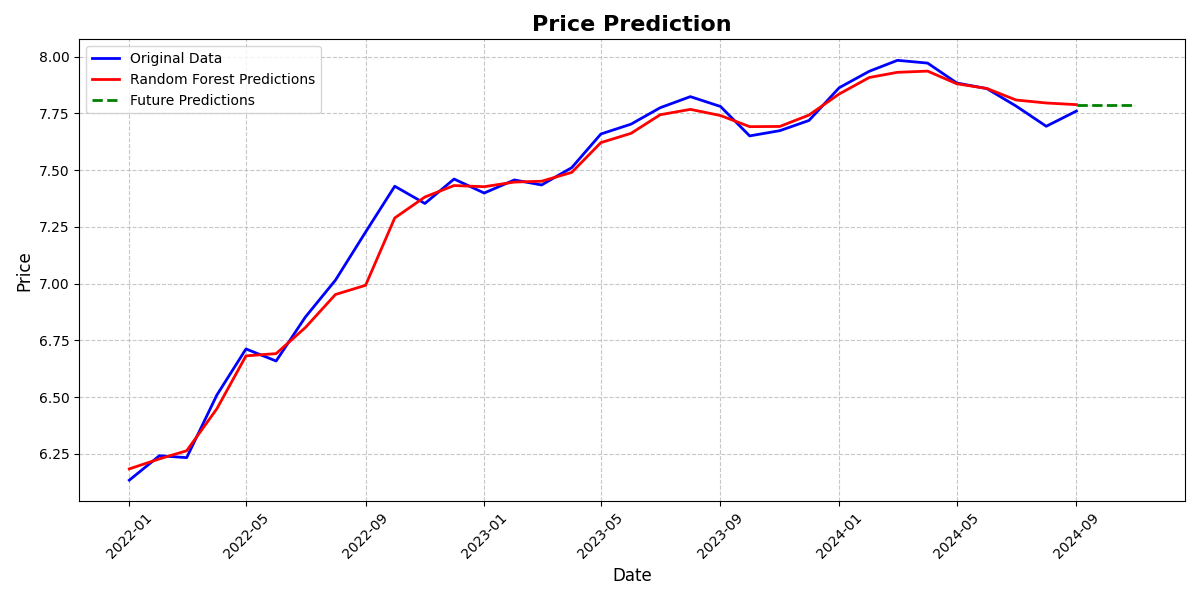 Price Prediction
Original Data
Random Forest Predictions
Future Predictions
8.00
7.75
7.50
7.25
7.00
6.75
6.50
6.25
Price
2022-01
2022-05
2022-09
2023-01
2023-05
2023-09
2024-01
2024-05
2024-09
Date